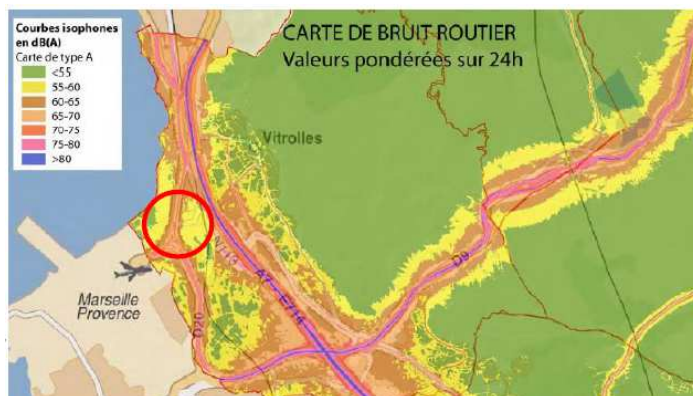 Courbes isophones
en dB(A)
Carte de type A
<55
55-60
60-65
65-70
70-75
75-80
>80
CARTE DE BRUIT ROUTIER
Valeurs pondérées sur 24h
Vitrolles
D9
A7 - E714
D20
Marseille
Provence